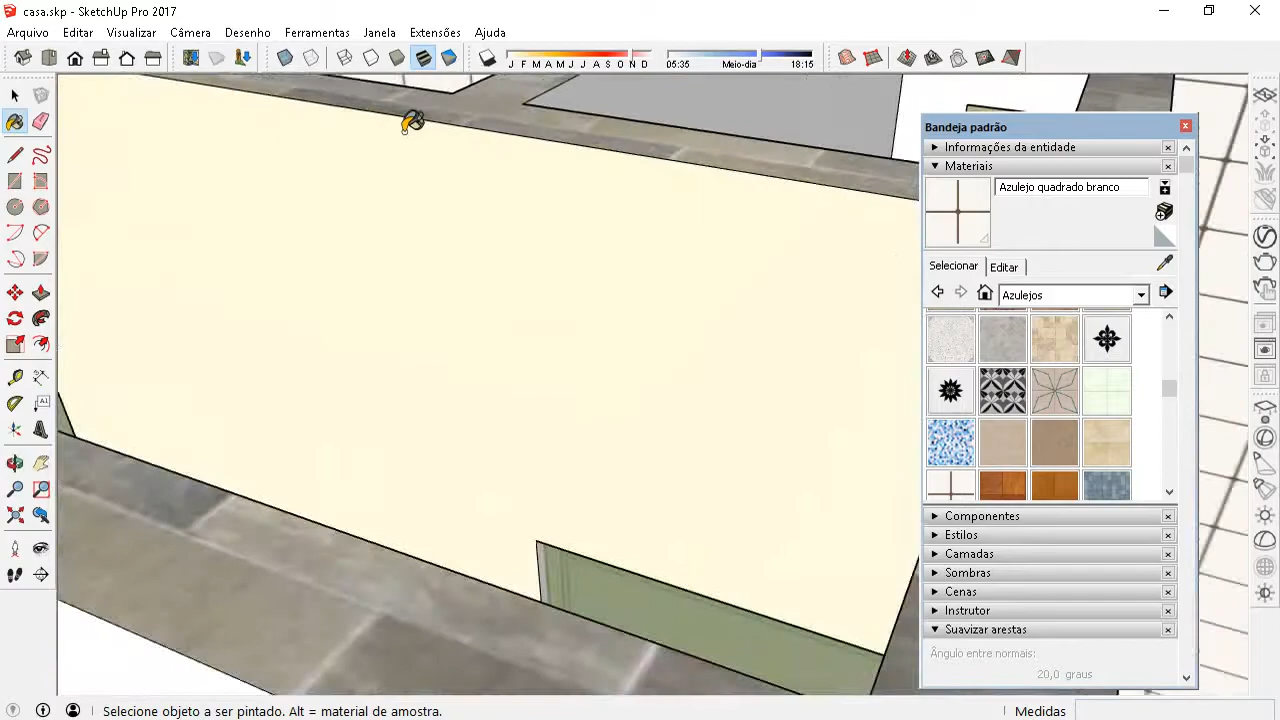 casa.skp - SketchUp Pro 2017
Arquivo Editar Visualizar Câmera Desenho Ferramentas Janela Extensões Ajuda
J F M A M J J A S O N D
05:35 Meio-dia 18:15
Bandeja padrão
Informações da entidade
Materiais
Azulejo quadrado branco
Selecionar Editar
Azulejos
Componentes
Estilos
Camadas
Sombras
Cenas
Instrutor
Suavizar arestas
Ângulo entre normais:
20,0 graus
A1
Selecione objeto a ser pintado. Alt = material de amostra.
Medidas